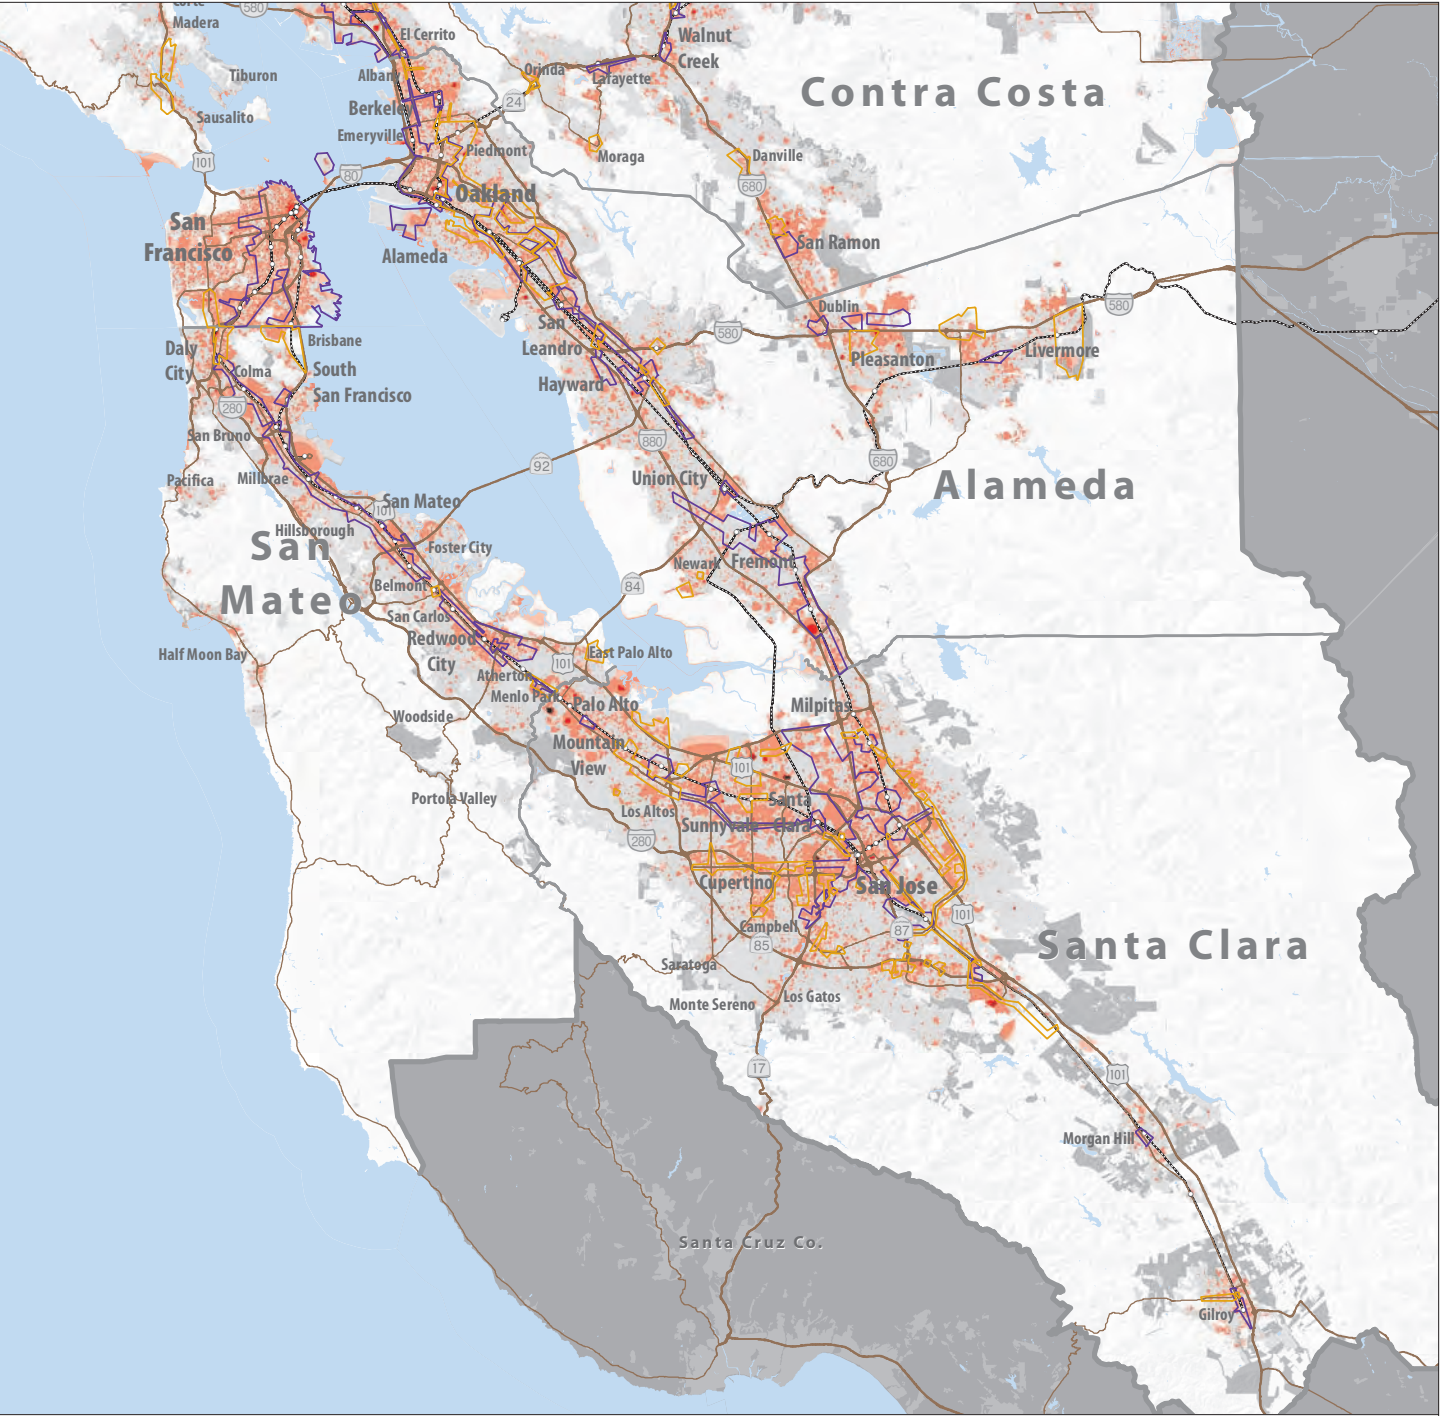 Corte
Madera
580
El Cerrito
Walnut
Creek
Tiburon
Albany
Orinda
Lafayette
Contra Costa
Sausalito
Berkeley
24
Emeryville
Piedmont
Moraga
Danville
101
80
680
Oakland
San
Francisco
San Ramon
Alameda
Dublin
580
San
Leandro
580
Daly
City
Brisbane
Colma
South
San Francisco
Pleasanton
Livermore
Hayward
280
San Bruno
880
92
680
Pacifica
Millbrae
Union City
Alameda
San Mateo
101
Hillsborough
San
Mateo
Foster City
Newark
Fremont
Belmont
84
San Carlos
Redwood
City
Half Moon Bay
101
East Palo Alto
Atherton
Menlo Park
Palo Alto
Milpitas
Woodside
Mountain
View
101
Portola Valley
Los Altos
Santa
Clara
Sunnyvale
280
Cupertino
San Jose
101
Campbell
87
85
Santa Clara
Saratoga
Monte Sereno
Los Gatos
17
101
Morgan Hill
Santa Cruz Co.
Gilroy